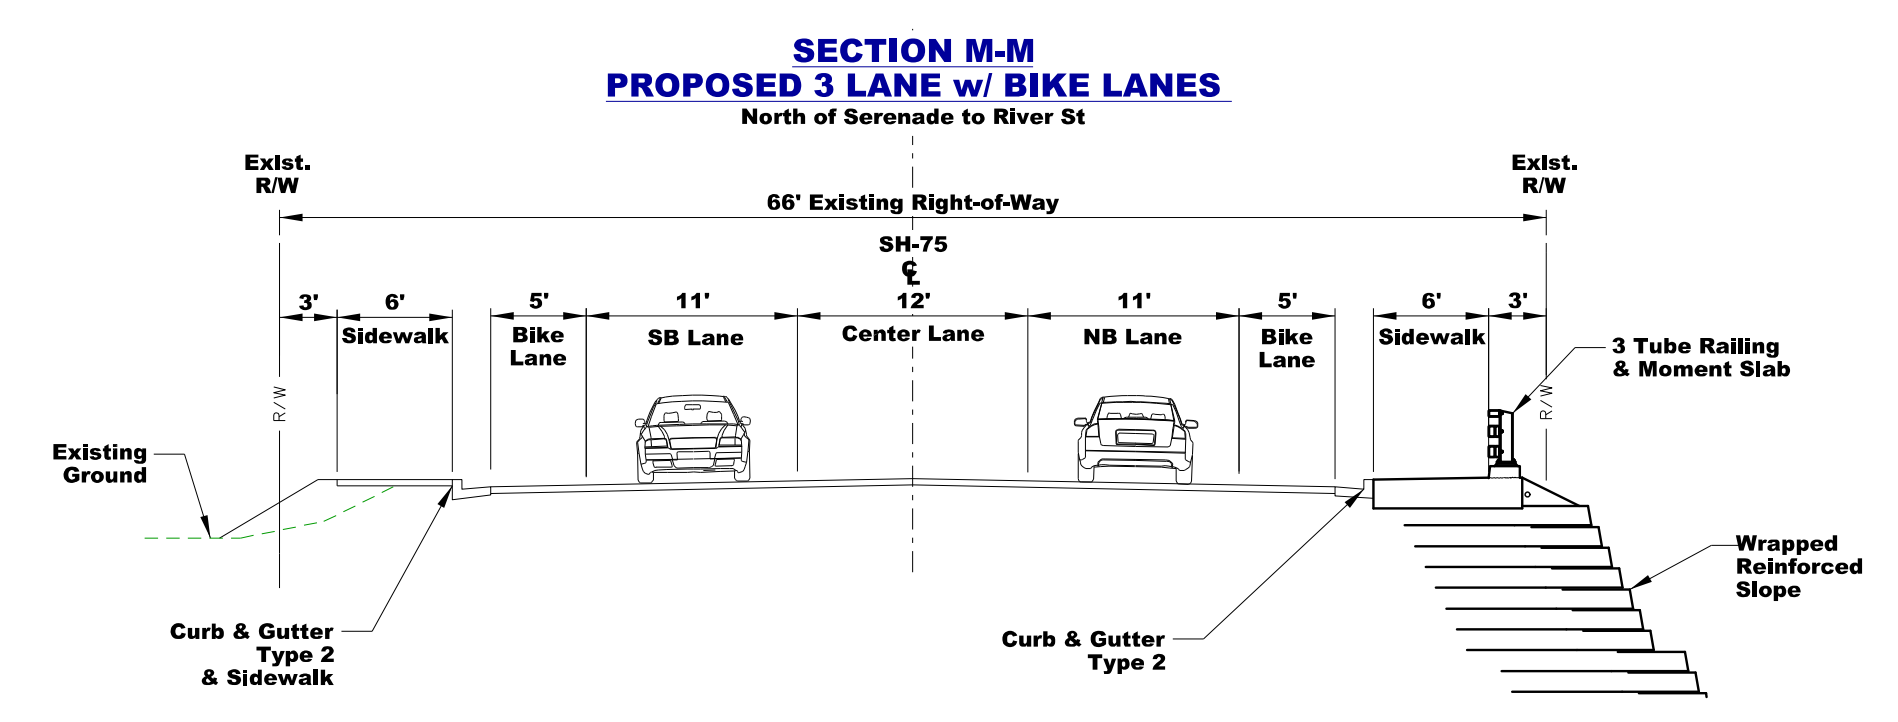 SECTION M-M
PROPOSED 3 LANE w/ BIKE LANES
North of Serenade to River St
Exist.
R/W
Exist.
R/W
66' Existing Right-of-Way
SH-75
CL
3' 6' 5' 11' 12' 11' 5' 6' 3'
Sidewalk
Bike
Lane
SB Lane
Center Lane
NB Lane
Bike
Lane
Sidewalk
3 Tube Railing
& Moment Slab
R/W
R/W
Existing
Ground
Wrapped
Reinforced
Slope
Curb & Gutter
Type 2
& Sidewalk
Curb & Gutter
Type 2